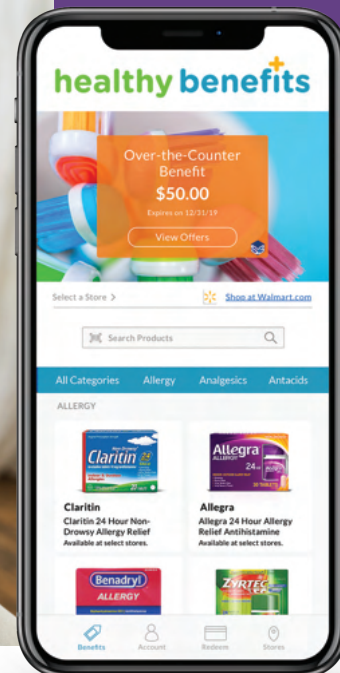 healthy benefits
Over-the-Counter
Benefit
$50.00
Expires on 12/31/19
View Offers
Select a Store >
Shop at Walmart.com
Search Products
All Categories Allergy Analgesics Antacids
ALLERGY
Claritin
24
Allegra
ALLERGY
24
Claritin
Claritin 24 Hour Non-
Drowsy Allergy Relief
Available at select stores.
Allegra
Allegra 24 Hour Allergy
Relief Antihistamine
Available at select stores.
Benadryl
ALLERGY
ZYRTEC
Benefits Account Redeem Stores